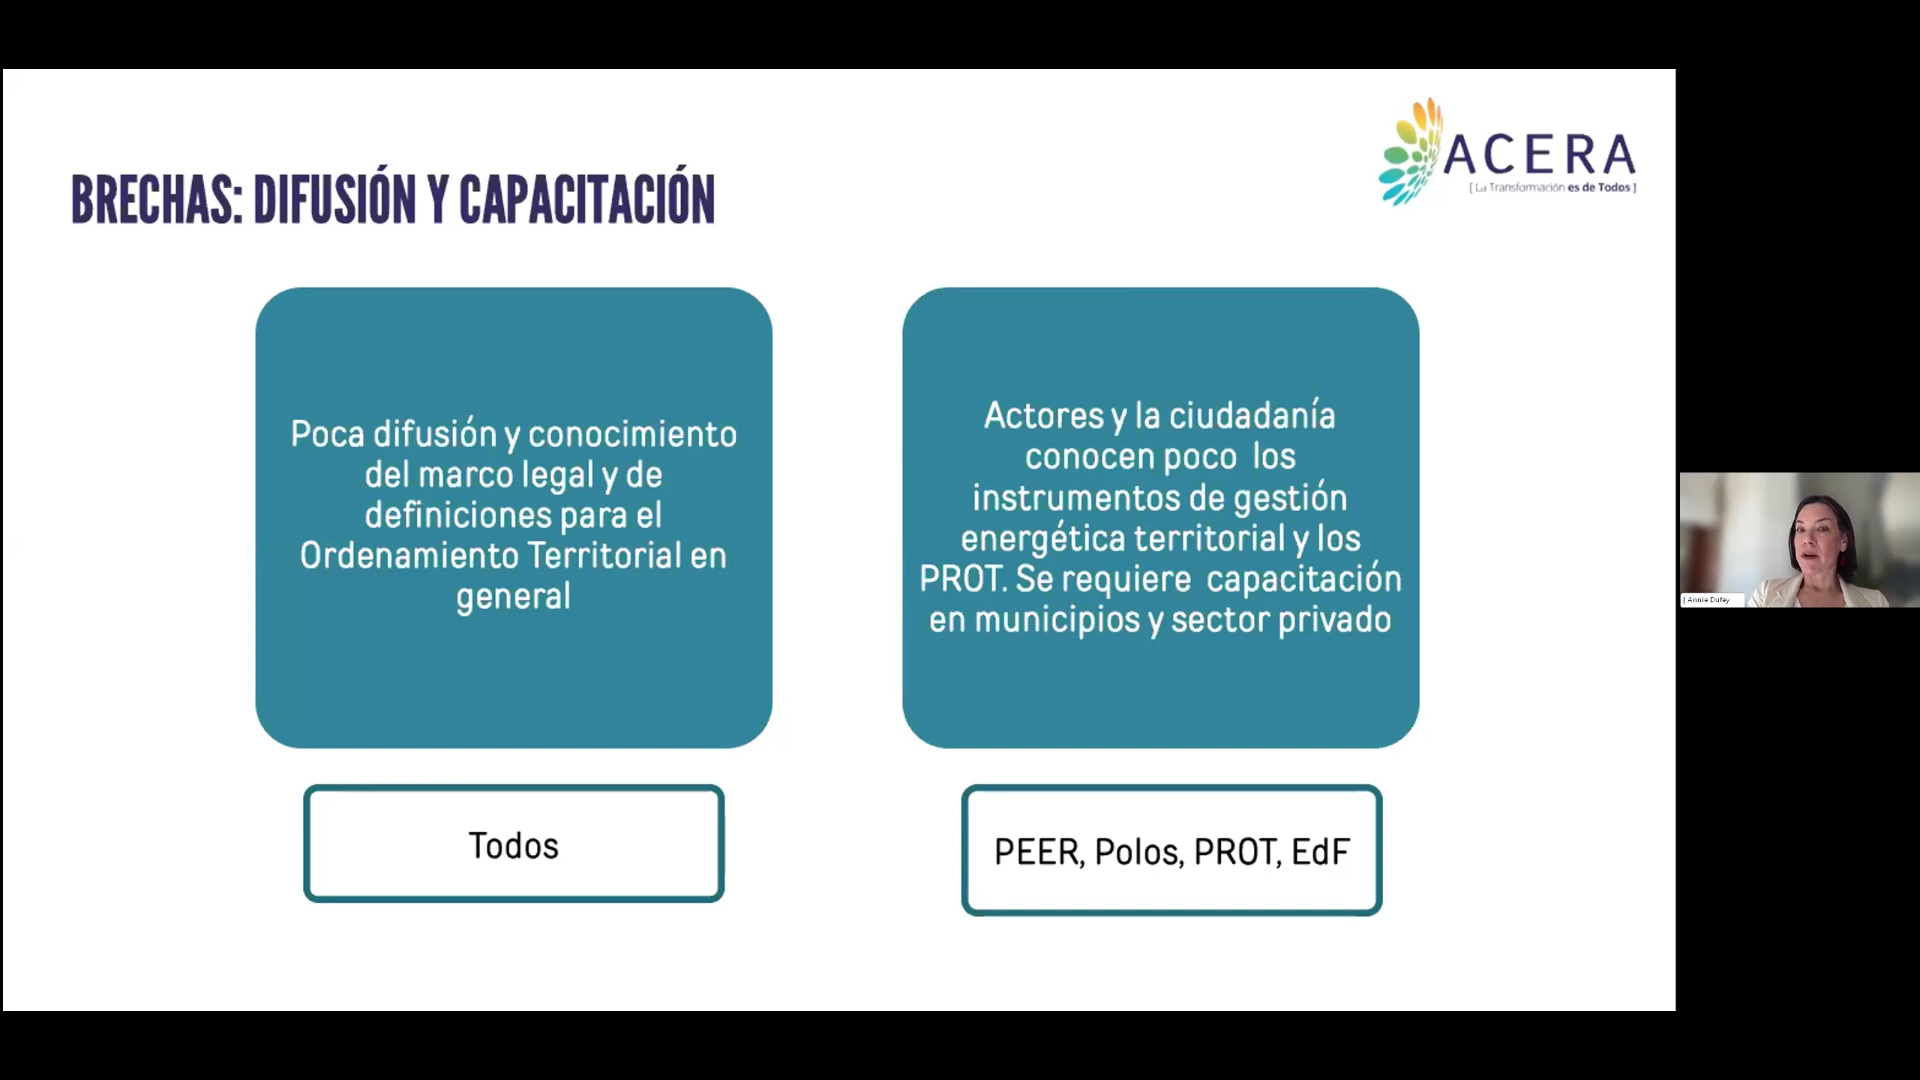 ACERA
[ La Transformación es de Todos ]
BRECHAS: DIFUSIÓN Y CAPACITACIÓN
Poca difusión y conocimiento
del marco legal y de
definiciones para el
Ordenamiento Territorial en
general
Actores y la ciudadanía
conocen poco los
instrumentos de gestión
energética territorial y los
PROT. Se requiere capacitación
en municipios y sector privado
Todos
PEER, Polos, PROT, EdF
Annie Dufey